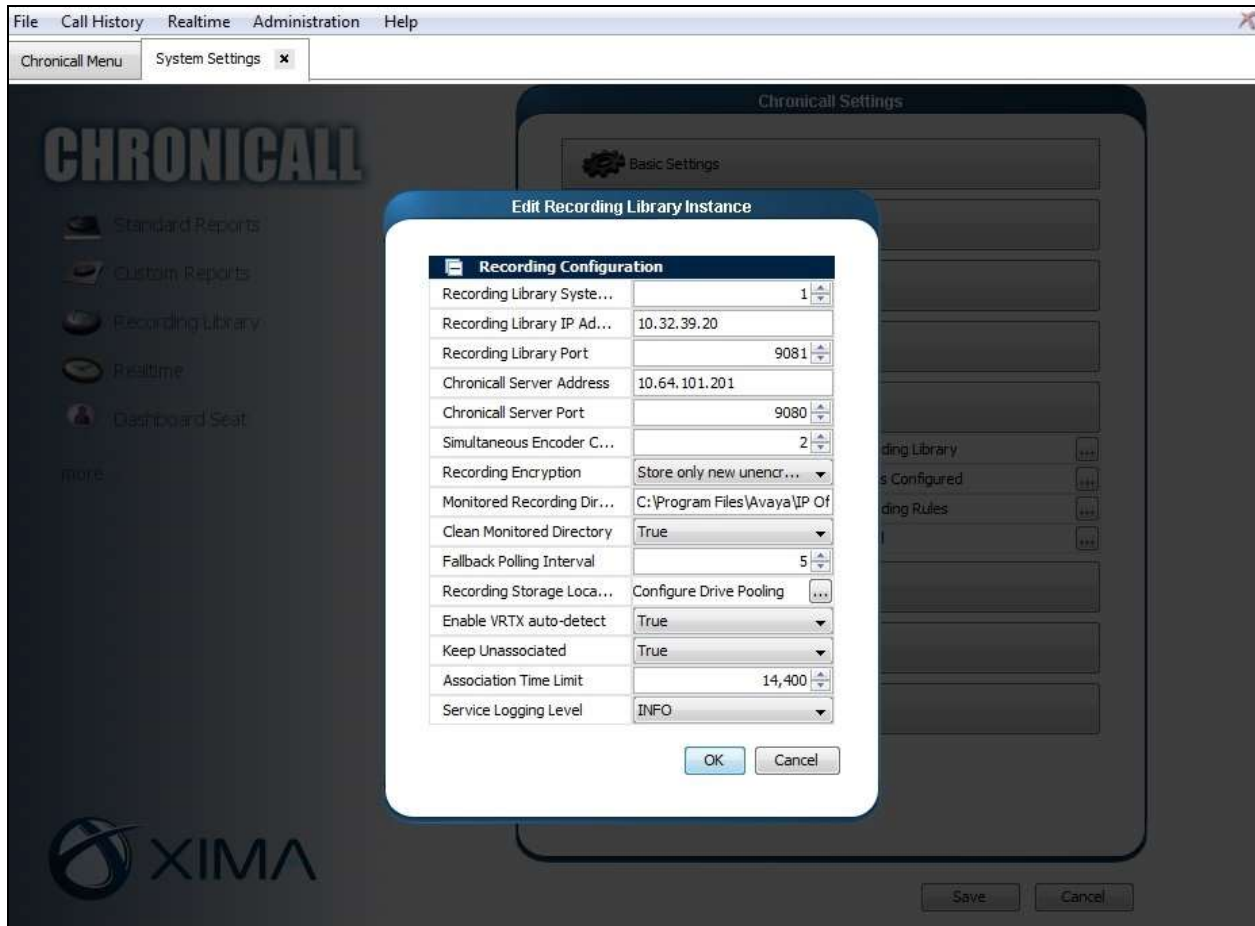 File Call History Realtime Administration Help
Chronicall Menu System Settings
Chronicall Settings
CHRONICALL
Basic Settings
Standard Reports
Custom Reports
Recording Library
Realtime
Dashboard Seat
more
Edit Recording Library Instance
Recording Configuration
Recording Library Syste... 1
Recording Library IP Ad... 10.32.39.20
Recording Library Port 9081
Chronicall Server Address 10.64.101.201
Chronicall Server Port 9080
Simultaneous Encoder C... 2
Recording Encryption Store only new unencr...
Monitored Recording Dir... C:\Program Files\Avaya\IP Of
Clean Monitored Directory True
Fallback Polling Interval 5
Recording Storage Loca... Configure Drive Pooling ...
Enable VRTX auto-detect True
Keep Unassociated True
Association Time Limit 14,400
Service Logging Level INFO
OK Cancel
ding Library ...
s Configured ...
ding Rules ...
...
XIMA
Save Cancel